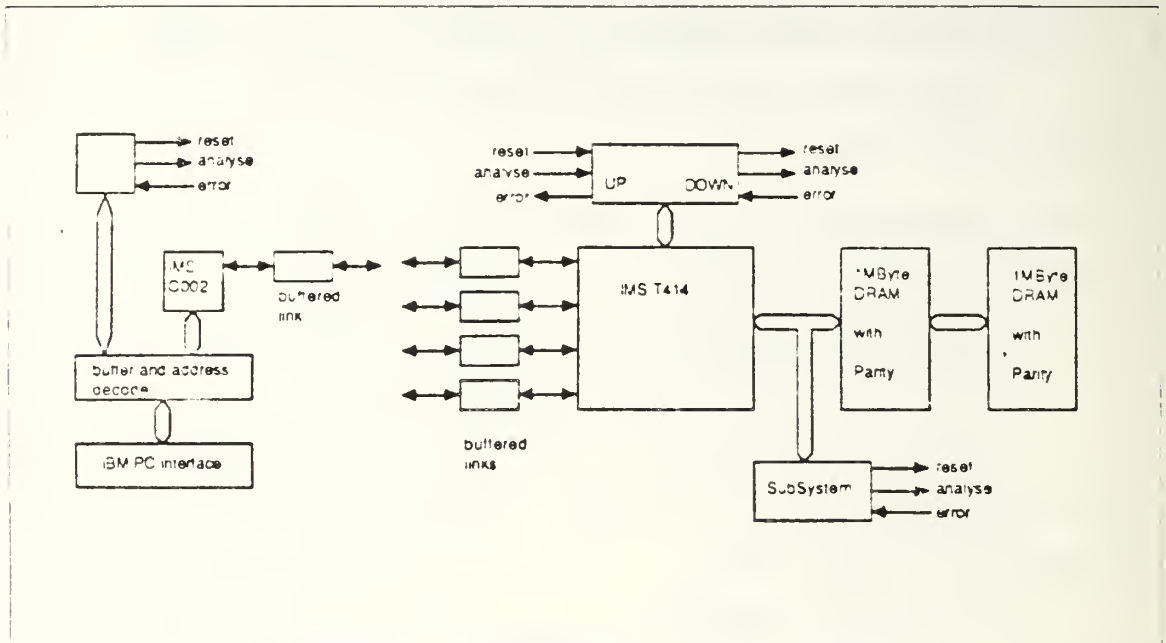 reset
analyse
error
IMS
C002
buffered
link
buffer and address
decode
IBM PC interface
reset
analyse
error
UP DOWN
reset
analyse
error
IMS T414
buffered
links
1MByte
DRAM
with
Parity
1MByte
DRAM
with
Parity
SubSystem
reset
analyse
error